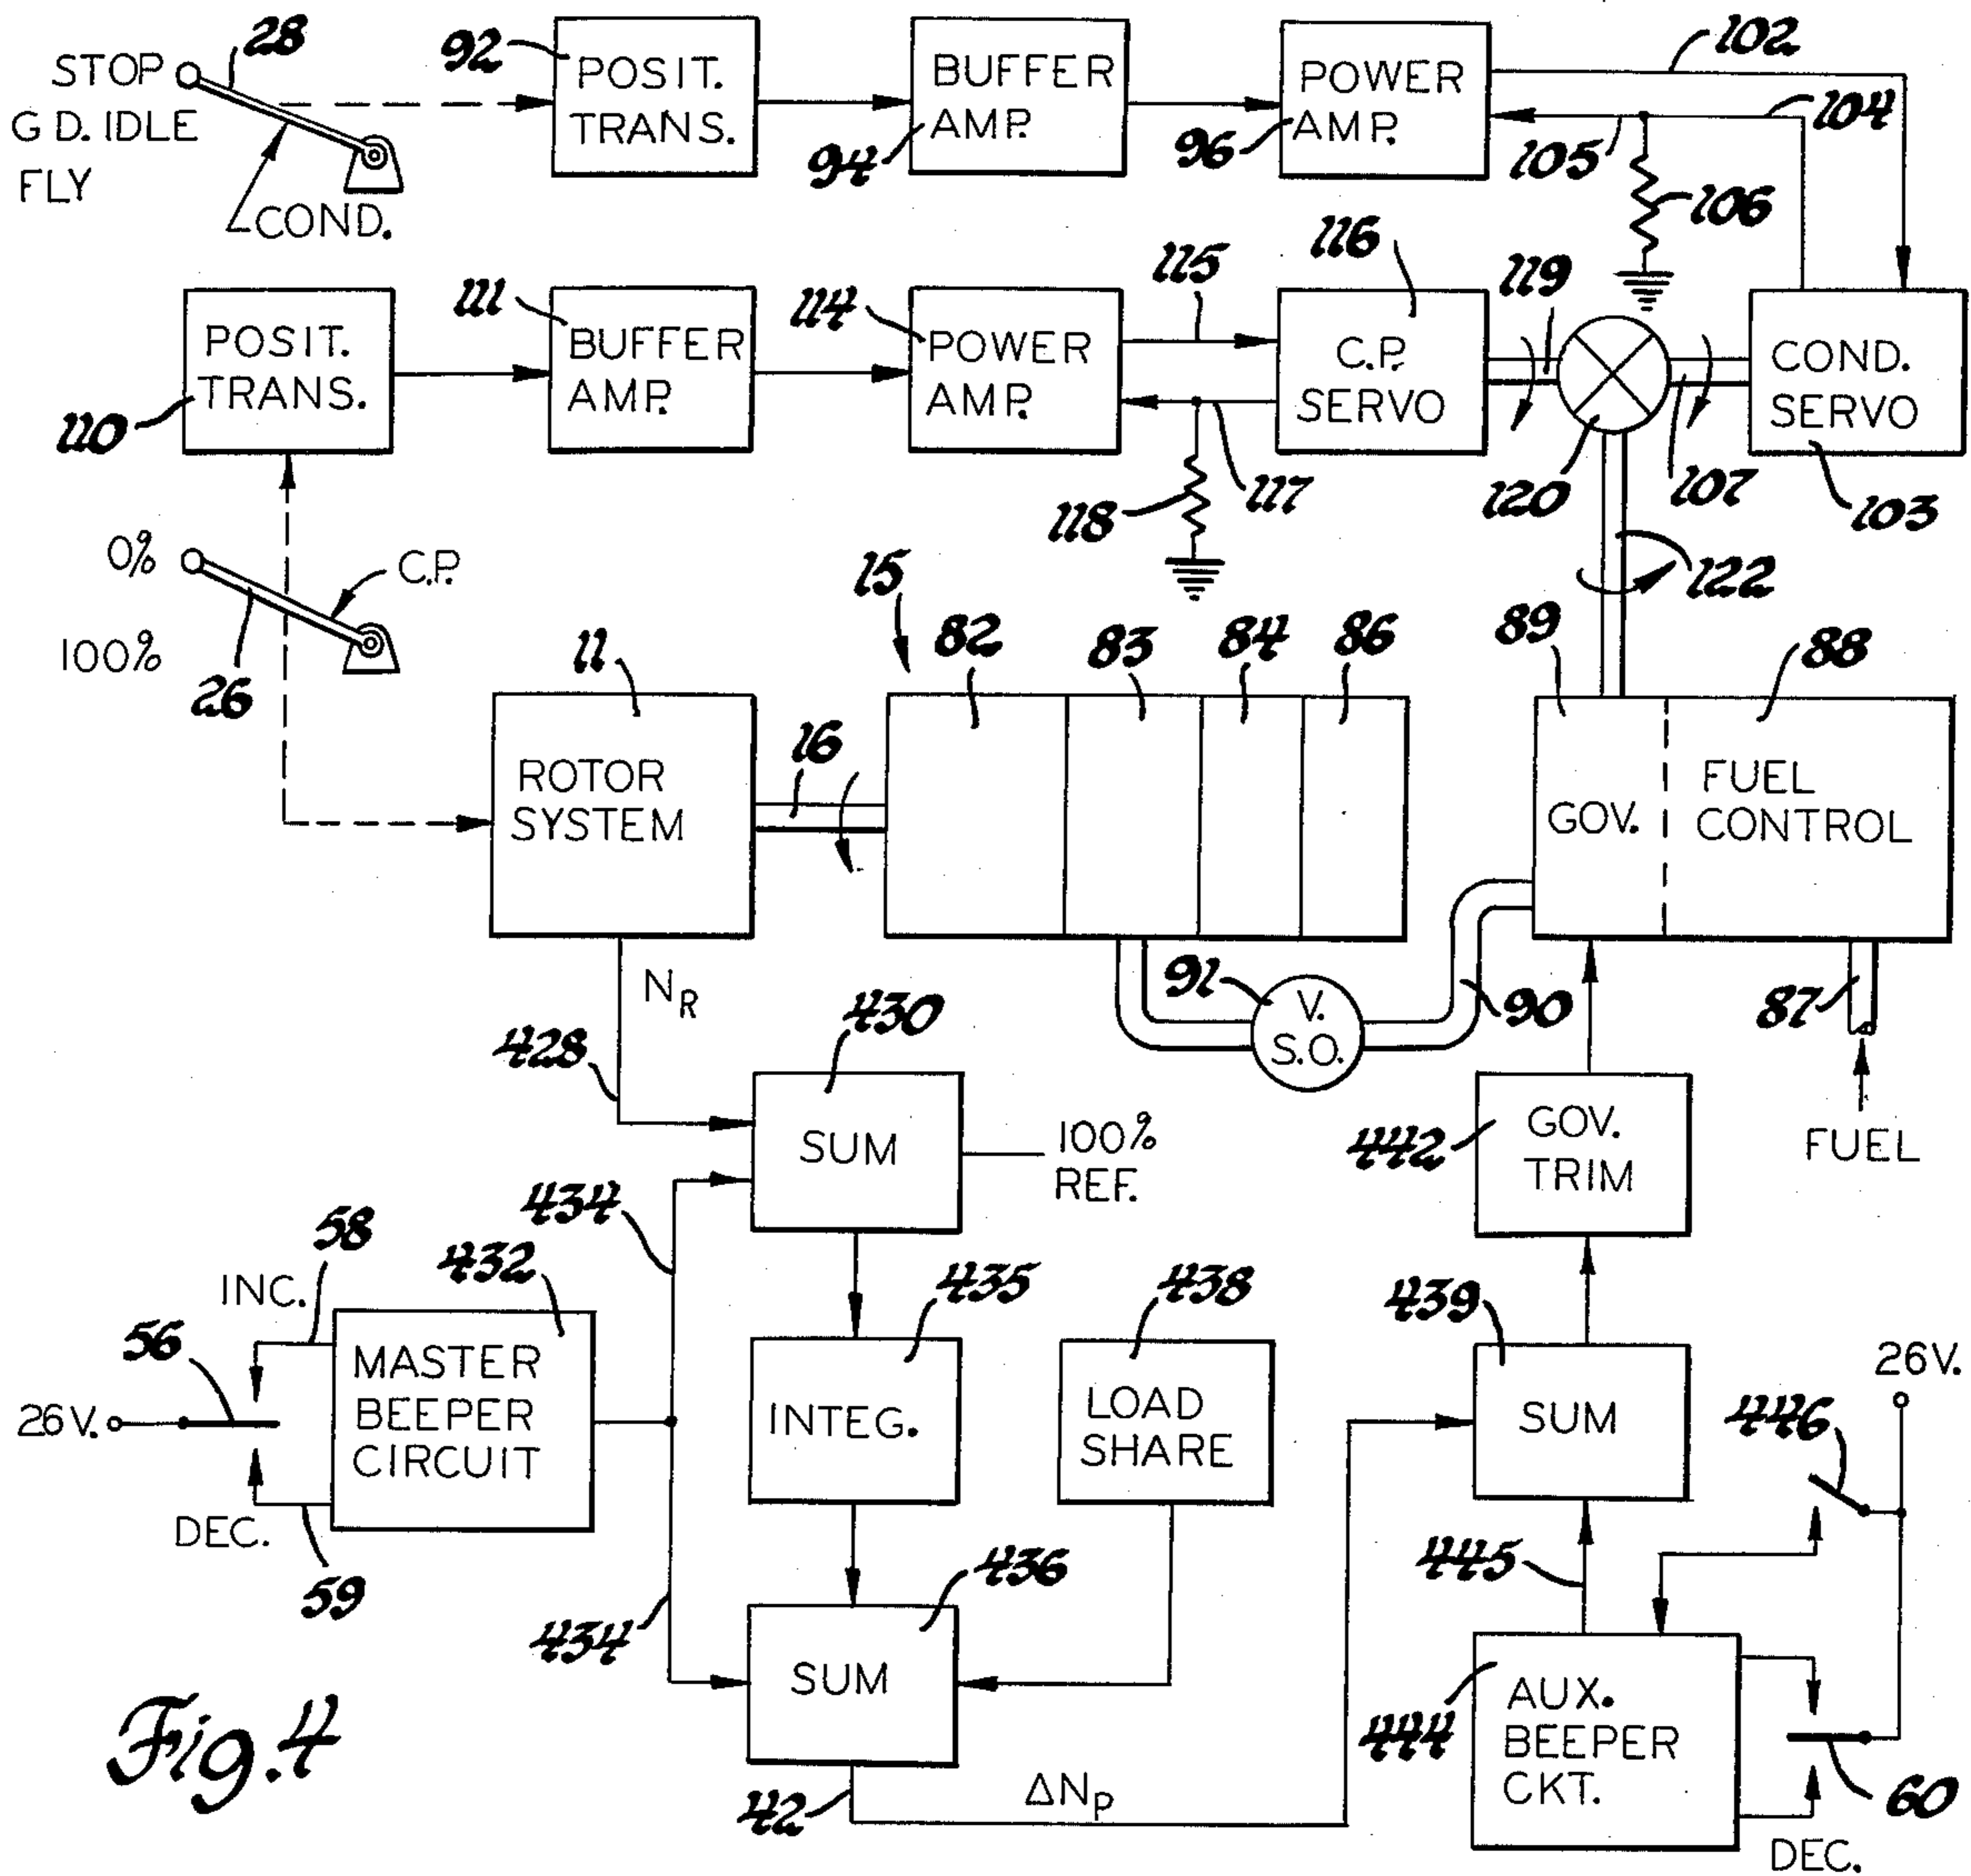 28
STOP
GD. IDLE
FLY
COND.
92
POSIT.
TRANS.
BUFFER
AMP.
94
POWER
AMP.
96
102
104
105
106
110
POSIT.
TRANS.
111
BUFFER
AMP.
114
POWER
AMP.
115
117
118
116
C.P.
SERVO
119
120
107
COND.
SERVO
103
122
0%
100%
C.P.
26
11
ROTOR
SYSTEM
16
15
82
83
84
86
89
88
GOV.
FUEL
CONTROL
91
V.
S.O.
90
87
FUEL
NR
428
430
SUM
100%
REF.
442
GOV.
TRIM
434
58
INC.
432
56
26V.
MASTER
BEEPER
CIRCUIT
DEC.
59
434
435
INTEG.
438
LOAD
SHARE
436
SUM
42
ΔNP
439
SUM
26V.
446
445
444
AUX.
BEEPER
CKT.
60
DEC.
Fig. 4